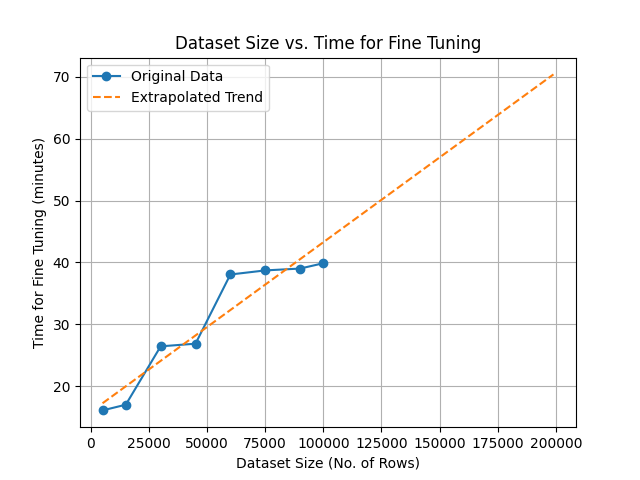 Dataset Size vs. Time for Fine Tuning
Original Data
Extrapolated Trend
Time for Fine Tuning (minutes)
70
60
50
40
30
20
0 25000 50000 75000 100000 125000 150000 175000 200000
Dataset Size (No. of Rows)